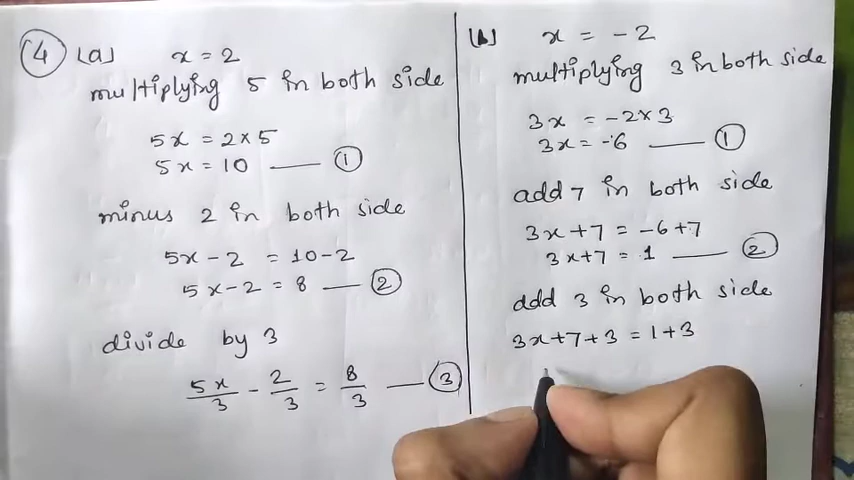 4 (a) x = 2
multiplying 5 in both side
5x = 2×5
5x = 10 —— 1
minus 2 in both side
5x - 2 = 10 - 2
5x - 2 = 8 —— 2
divide by 3
5x/3 - 2/3 = 8/3 —— 3
(b) x = -2
multiplying 3 in both side
3x = -2×3
3x = -6 —— 1
add 7 in both side
3x+7 = -6+7
3x+7 = 1 —— 2
add 3 in both side
3x+7+3 = 1+3